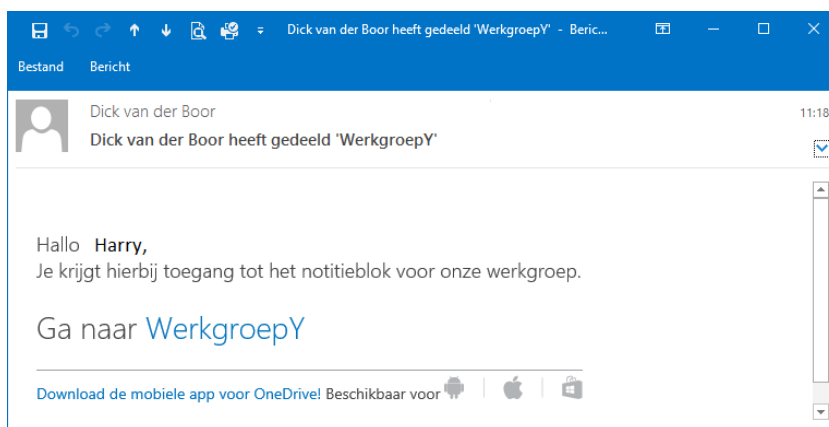 Dick van der Boor heeft gedeeld 'WerkgroepY' - Beric...
Bestand Bericht
Dick van der Boor
11:18
Dick van der Boor heeft gedeeld 'WerkgroepY'
Hallo Harry,
Je krijgt hierbij toegang tot het notitieblok voor onze werkgroep.
Ga naar WerkgroepY
Download de mobiele app voor OneDrive! Beschikbaar voor